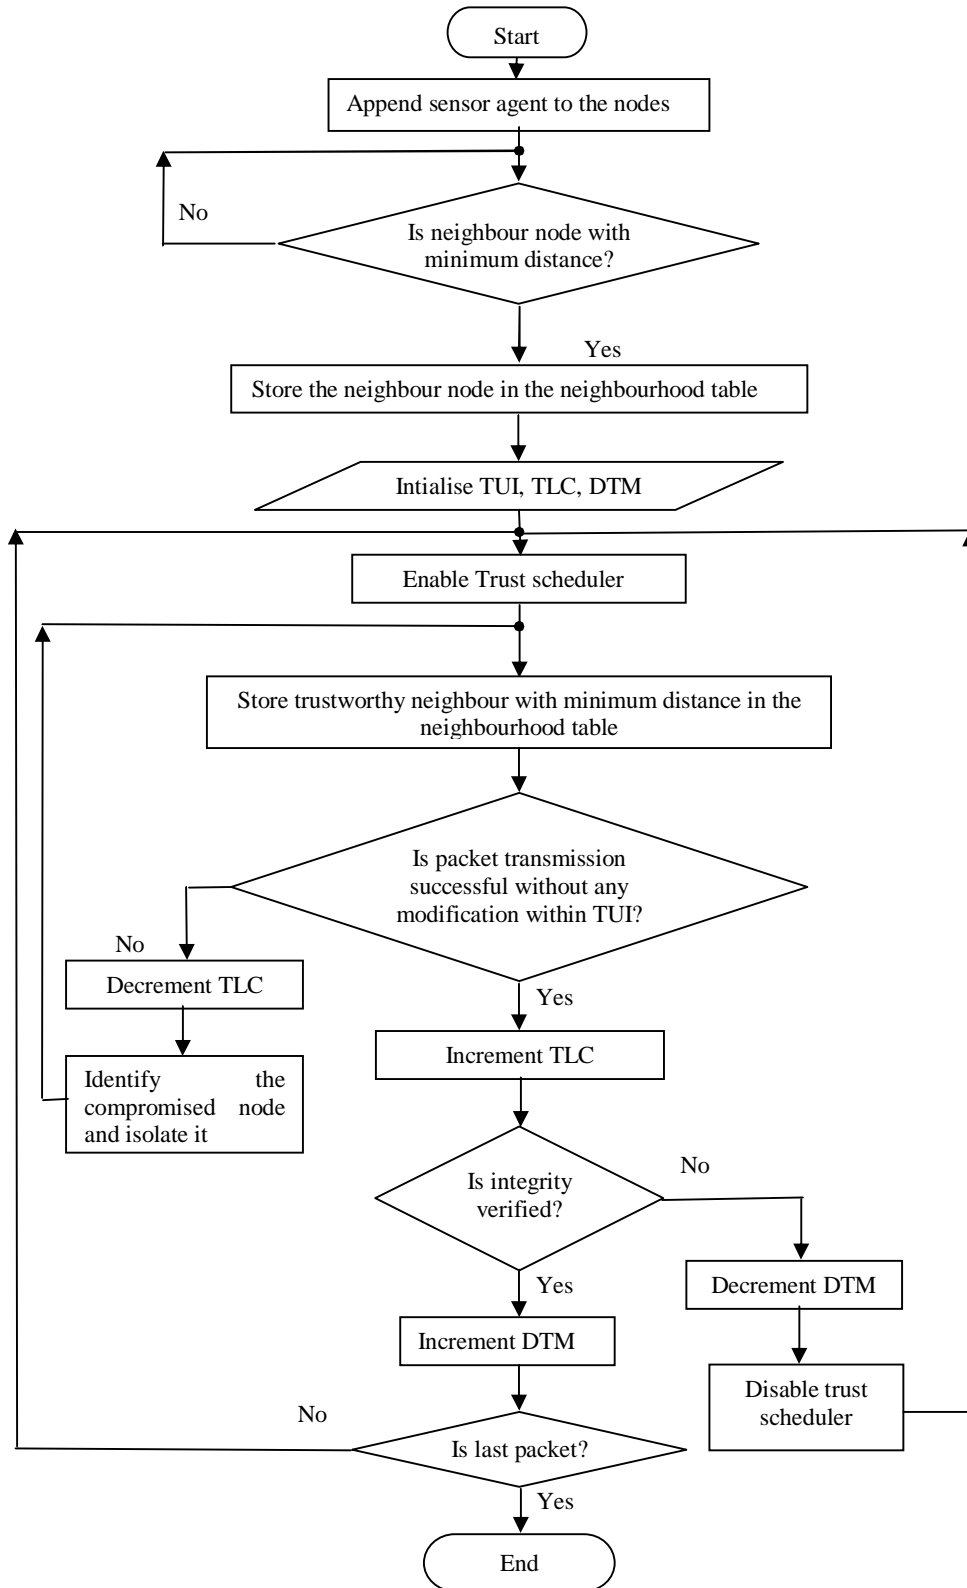 Start
Append sensor agent to the nodes
No
Is neighbour node with
minimum distance?
Yes
Store the neighbour node in the neighbourhood table
Intialise TUI, TLC, DTM
Enable Trust scheduler
Store trustworthy neighbour with minimum distance in the
neighbourhood table
Is packet transmission
successful without any
modification within TUI?
No
Decrement TLC
Yes
Increment TLC
Identify the
compromised node
and isolate it
No
Is integrity
verified?
Yes
Decrement DTM
Increment DTM
Disable trust
scheduler
No
Is last packet?
Yes
End